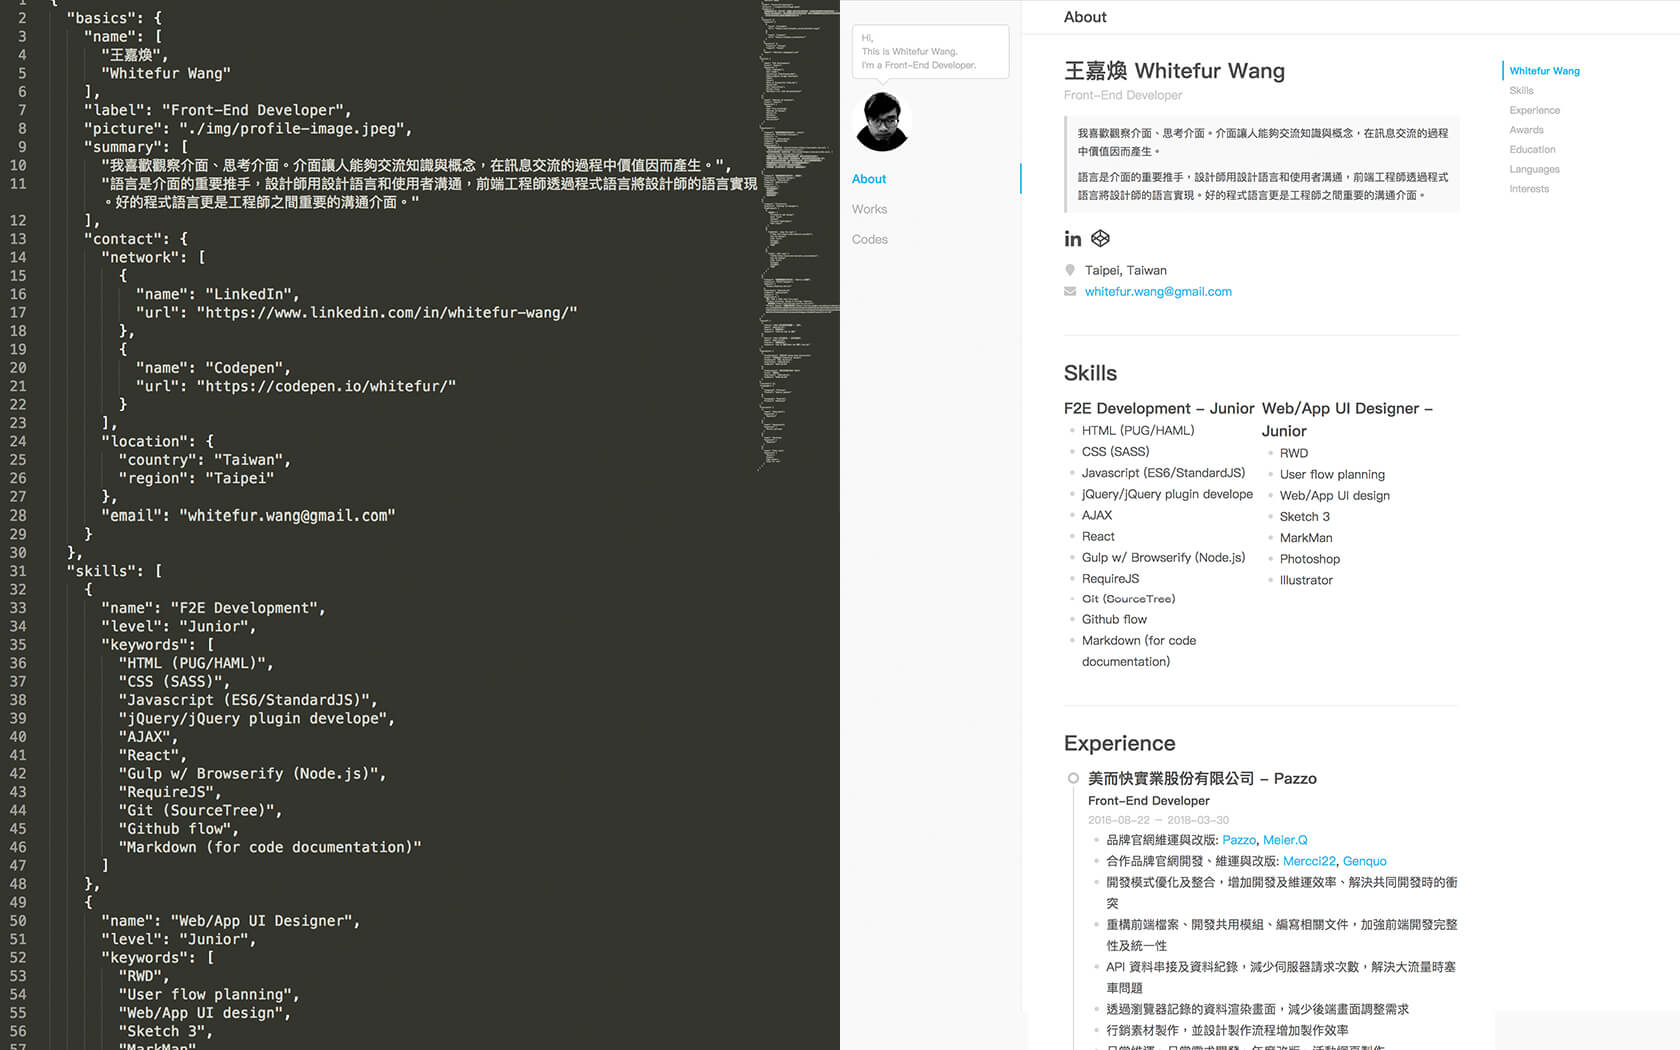 1 {
2 "basics": {
3 "name": [
4 "王嘉煥",
5 "Whitefur Wang"
6 ],
7 "label": "Front-End Developer",
8 "picture": "./img/profile-image.jpeg",
9 "summary": [
10 "我喜歡觀察介面、思考介面。介面讓人能夠交流知識與概念，在訊息交流的過程中價值因而產生。",
11 "語言是介面的重要推手，設計師用設計語言和使用者溝通，前端工程師透過程式語言將設計師的語言實現
。好的程式語言更是工程師之間重要的溝通介面。"
12 ],
13 "contact": {
14 "network": [
15 {
16 "name": "LinkedIn",
17 "url": "https://www.linkedin.com/in/whitefur-wang/"
18 },
19 {
20 "name": "Codepen",
21 "url": "https://codepen.io/whitefur/"
22 }
23 ],
24 "location": {
25 "country": "Taiwan",
26 "region": "Taipei"
27 },
28 "email": "whitefur.wang@gmail.com"
29 }
30 },
31 "skills": [
32 {
33 "name": "F2E Development",
34 "level": "Junior",
35 "keywords": [
36 "HTML (PUG/HAML)",
37 "CSS (SASS)",
38 "Javascript (ES6/StandardJS)",
39 "jQuery/jQuery plugin develope",
40 "AJAX",
41 "React",
42 "Gulp w/ Browserify (Node.js)",
43 "RequireJS",
44 "Git (SourceTree)",
45 "Github flow",
46 "Markdown (for code documentation)"
47 ]
48 },
49 {
50 "name": "Web/App UI Designer",
51 "level": "Junior",
52 "keywords": [
53 "RWD",
54 "User flow planning",
55 "Web/App UI design",
56 "Sketch 3",
57 "MarkMan",
Hi,
This is Whitefur Wang.
I'm a Front-End Developer.
About
Works
Codes
About
王嘉煥 Whitefur Wang
Front-End Developer
我喜歡觀察介面、思考介面。介面讓人能夠交流知識與概念，在訊息交流的過程
中價值因而產生。
語言是介面的重要推手，設計師用設計語言和使用者溝通，前端工程師透過程式
語言將設計師的語言實現。好的程式語言更是工程師之間重要的溝通介面。
in
Taipei, Taiwan
whitefur.wang@gmail.com
Skills
F2E Development - Junior
HTML (PUG/HAML)
CSS (SASS)
Javascript (ES6/StandardJS)
jQuery/jQuery plugin develope
AJAX
React
Gulp w/ Browserify (Node.js)
RequireJS
Git (SourceTree)
Github flow
Markdown (for code
documentation)
Web/App UI Designer -
Junior
RWD
User flow planning
Web/App UI design
Sketch 3
MarkMan
Photoshop
Illustrator
Experience
美而快實業股份有限公司 - Pazzo
Front-End Developer
2016-08-22 — 2018-03-30
品牌官網維運與改版: Pazzo, Meier.Q
合作品牌官網開發、維運與改版: Mercci22, Genquo
開發模式優化及整合，增加開發及維運效率、解決共同開發時的衝
突
重構前端檔案、開發共用模組、編寫相關文件，加強前端開發完整
性及統一性
API 資料串接及資料紀錄，減少伺服器請求次數，解決大流量時塞
車問題
透過瀏覽器記錄的資料渲染畫面，減少後端畫面調整需求
行銷素材製作，並設計製作流程增加製作效率
Whitefur Wang
Skills
Experience
Awards
Education
Languages
Interests